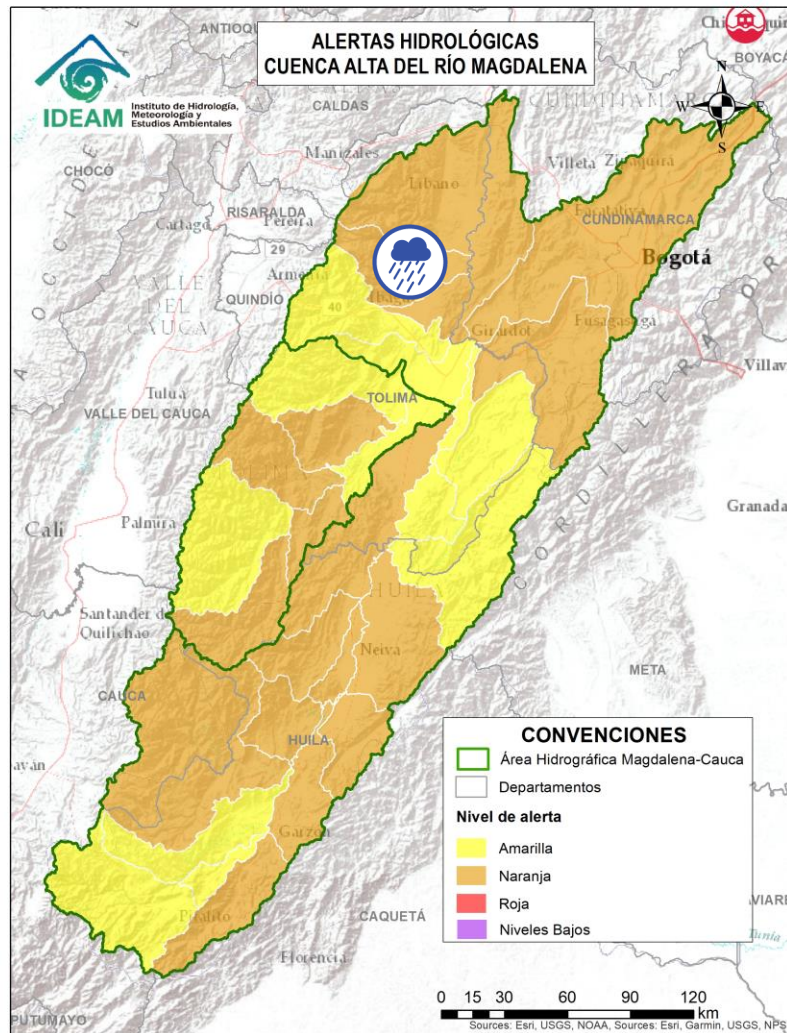 ALERTAS HIDROLÓGICAS
CUENCA ALTA DEL RÍO MAGDALENA
IDEAM
Instituto de Hidrología,
Meteorología y
Estudios Ambientales
ANTIOQUIA
BOYACÁ
N
W E
S
CALDAS
CUNDINAMARCA
Manizales
Líbano
Villeta
Zipaquirá
CHOCÓ
RISARALDA
Pereira
Cartago
Facatativa
CUNDINAMARCA
Bogotá
29
Armenia
QUINDÍO
40
Ibagué
VALLE
DEL
CAUCA
Girardot
Fusagasugá
Tuluá
VALLE DEL CAUCA
TOLIMA
CORDILLERA
Cali
Palmira
Granada
Santander de
Quilichao
HUILA
Neiva
META
CAUCA
HUILA
Garzón
Pitalito
CAQUETÁ
Florencia
PUTUMAYO
CONVENCIONES
Área Hidrográfica Magdalena-Cauca
Departamentos
Nivel de alerta
Amarilla
Naranja
Roja
Niveles Bajos
0 15 30 60 90 120
km
Sources: Esri, USGS, NOAA, Sources: Esri, Garmin, USGS, NPS